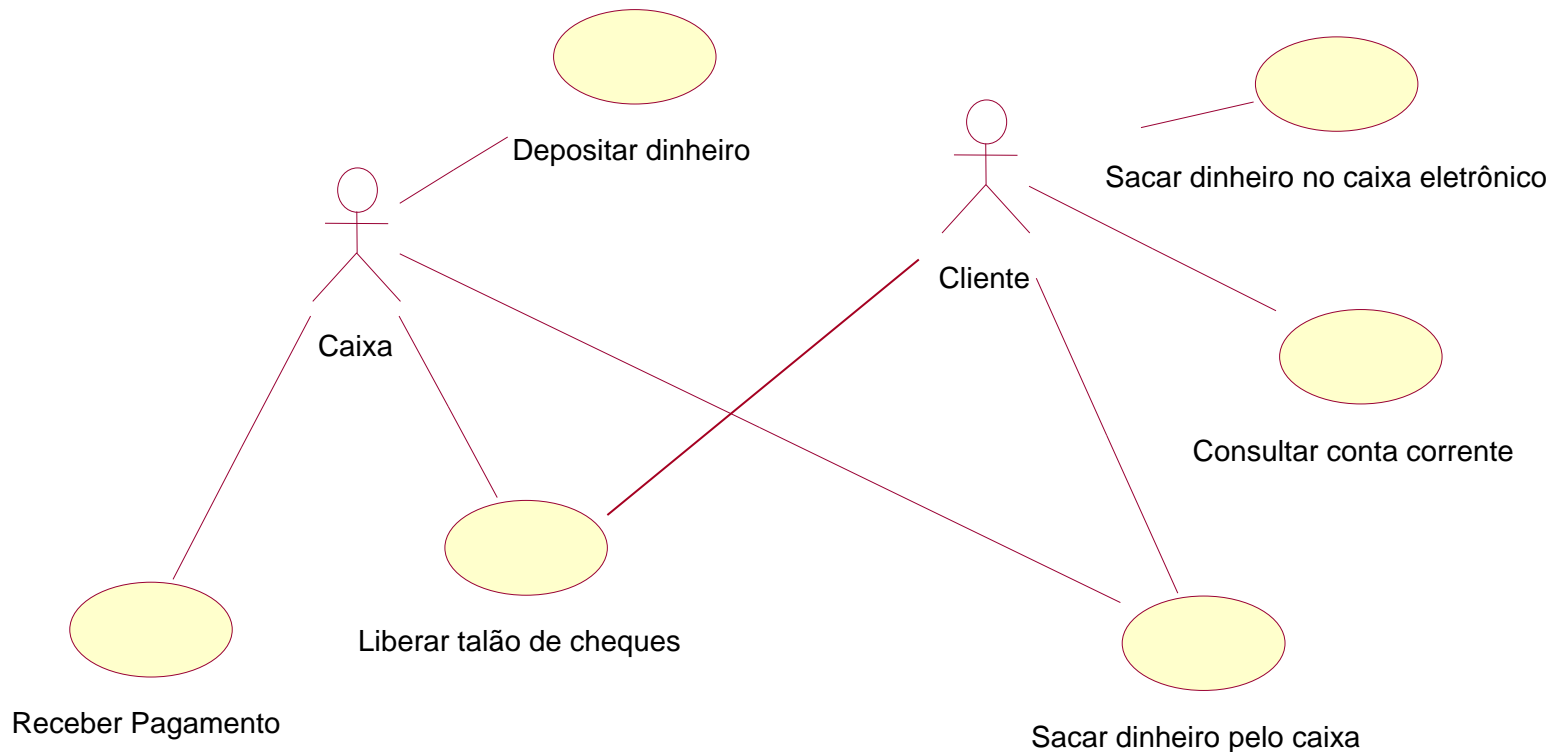 Depositar dinheiro
Sacar dinheiro no caixa eletrônico
Cliente
Caixa
Consultar conta corrente
Liberar talão de cheques
Receber Pagamento
Sacar dinheiro pelo caixa